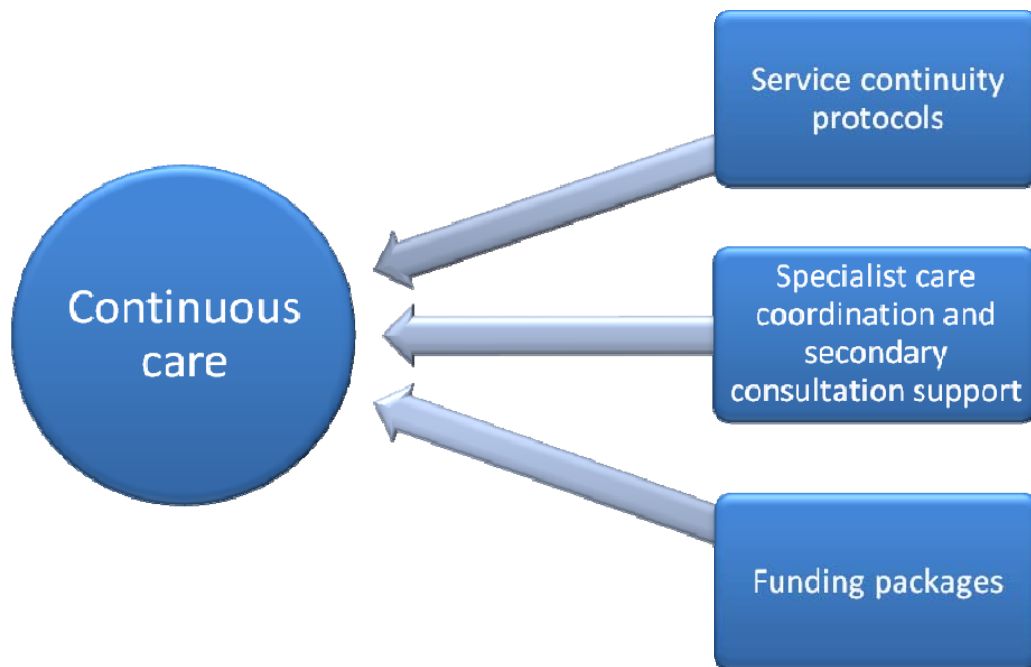 Continuous
care
Service continuity
protocols
Specialist care
coordination and
secondary
consultation support
Funding packages